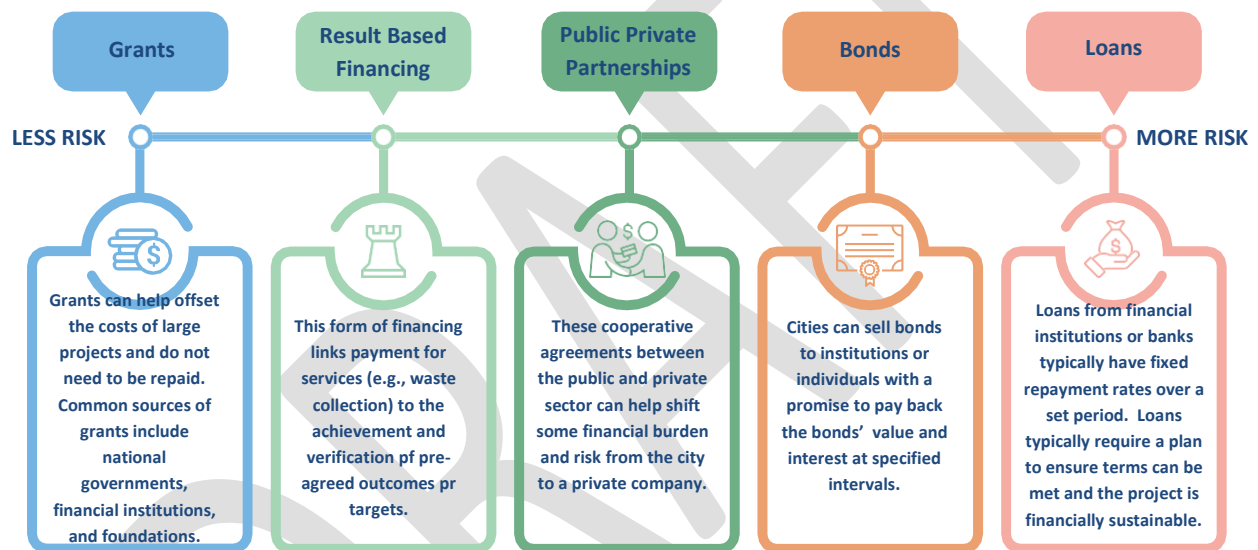 Grants
Result Based
Financing
Public Private
Partnerships
Bonds
Loans
LESS RISK
MORE RISK
Grants can help offset
the costs of large
projects and do not
need to be repaid.
Common sources of
grants include
national
governments,
financial institutions,
and foundations.
This form of financing
links payment for
services (e.g., waste
collection) to the
achievement and
verification pf pre-
agreed outcomes pr
targets.
These cooperative
agreements between
the public and private
sector can help shift
some financial burden
and risk from the city
to a private company.
Cities can sell bonds
to institutions or
individuals with a
promise to pay back
the bonds’ value and
interest at specified
intervals.
Loans from financial
institutions or banks
typically have fixed
repayment rates over a
set period. Loans
typically require a plan
to ensure terms can be
met and the project is
financially sustainable.
$
$
$
DRAFT